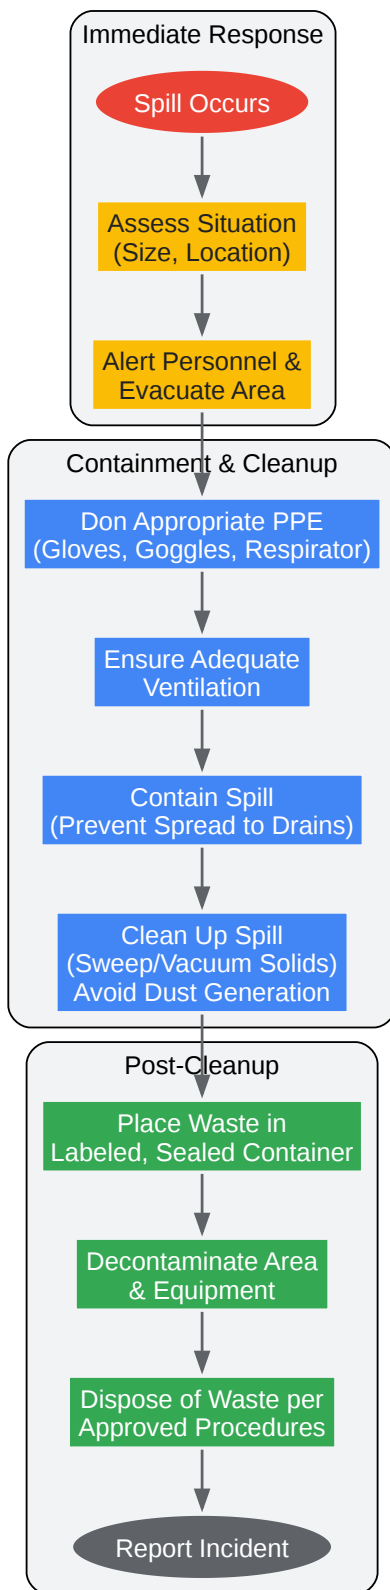 Immediate Response
Spill Occurs
Assess Situation
(Size, Location)
Alert Personnel &
Evacuate Area
Containment & Cleanup
Don Appropriate PPE
(Gloves, Goggles, Respirator)
Ensure Adequate
Ventilation
Contain Spill
(Prevent Spread to Drains)
Clean Up Spill
(Sweep/Vacuum Solids)
Avoid Dust Generation
Post-Cleanup
Place Waste in
Labeled, Sealed Container
Decontaminate Area
& Equipment
Dispose of Waste per
Approved Procedures
Report Incident